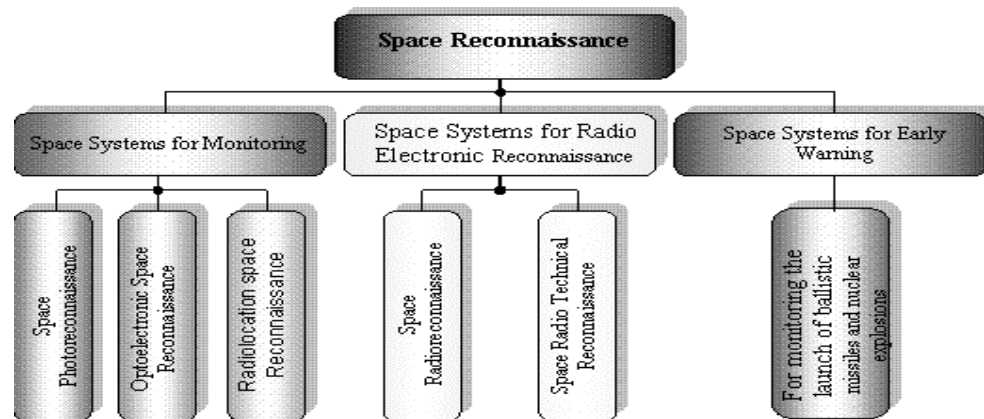 Space Reconnaissance
Space Systems for Monitoring
Space Systems for Radio
Electronic Reconnaissance
Space Systems for Early
Warning
Space
Photoreconnaissance
Optoelectronic Space
Reconnaissance
Radiolocation space
Reconnaissance
Space
Radioreconnaissance
Space Radio Technical
Reconnaissance
For monitoring the
launch of ballistic
missiles and nuclear
explosions